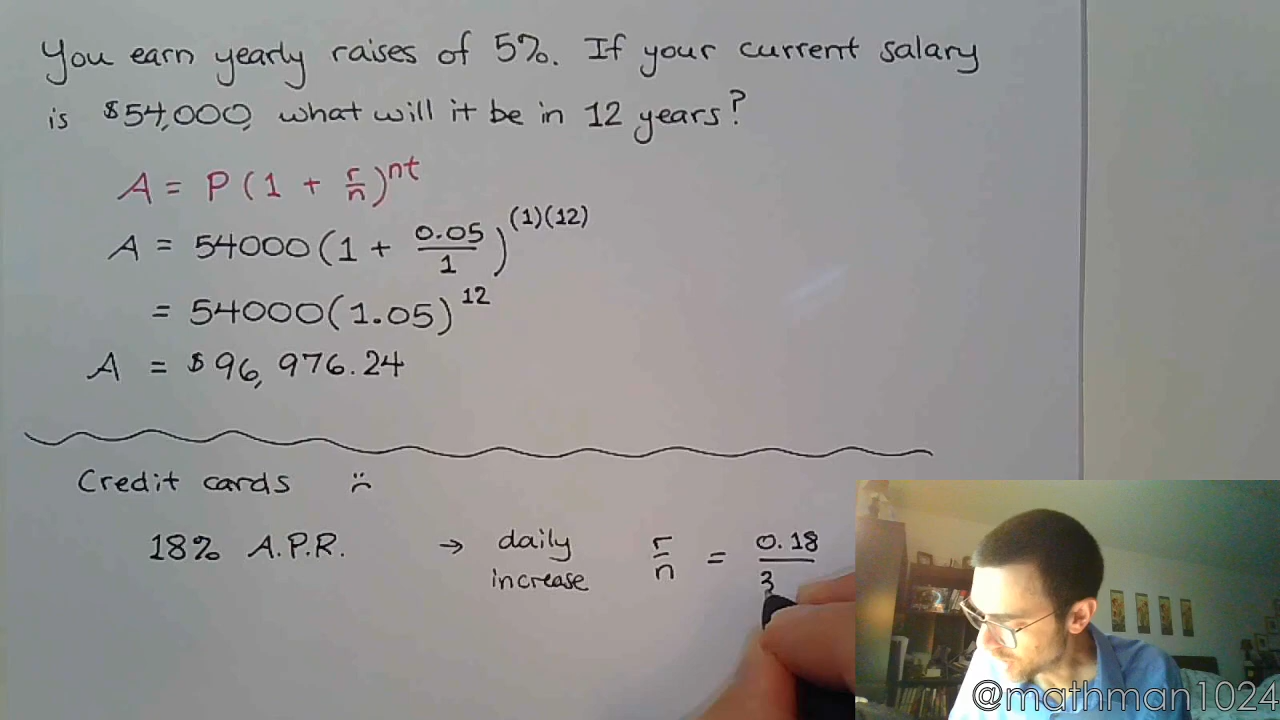 You earn yearly raises of 5%. If your current salary
is $54,000, what will it be in 12 years?
A = P(1 + r/n)^nt
A = 54000(1 + 0.05/1)^(1)(12)
= 54000(1.05)^12
A = $96,976.24
Credit cards :(
18% A.P.R. → daily increase r/n = 0.18/3
@mathman1024